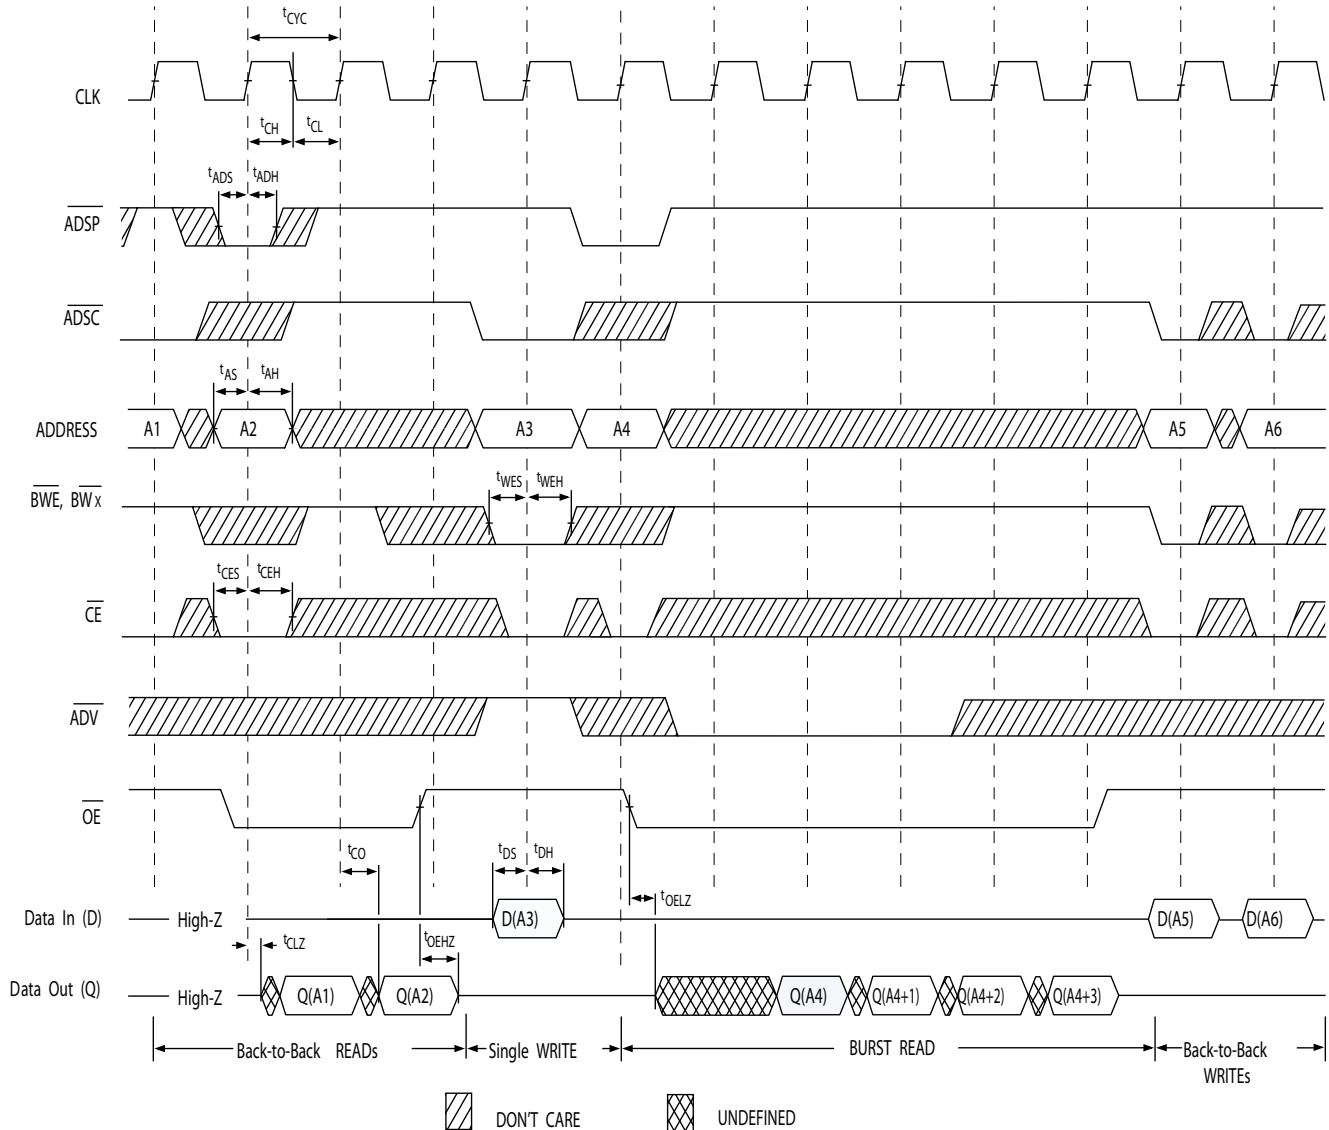 tCYC
CLK
tCH
tCL
tADS
tADH
ADSP
ADSC
tAS
tAH
ADDRESS
A1
A2
A3
A4
A5
A6
tWES
tWEH
BWE, BW x
tCES
tCEH
CE
ADV
OE
tCO
tDS
tDH
tOELZ
Data In (D)
High-Z
D(A3)
D(A5)
D(A6)
tCLZ
tOEHZ
Data Out (Q)
High-Z
Q(A1)
Q(A2)
Q(A4)
Q(A4+1)
Q(A4+2)
Q(A4+3)
Back-to-Back READs
Single WRITE
BURST READ
Back-to-Back
WRITEs
DON'T CARE
UNDEFINED